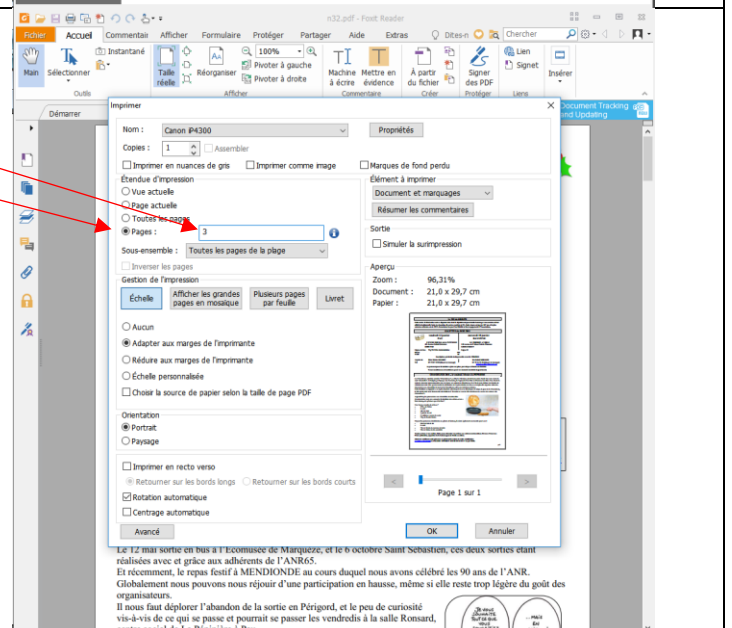 n32.pdf - Foxit Reader
Fichier Accueil Commentair Afficher Formulaire Protéger Partager Aide Extras Dites-n Chercher
Main Sélectionner Instantané Taille réelle Réorganiser 100% Pivoter à gauche Pivoter à droite Machine à écrire Mettre en évidence À partir du fichier Signer des PDF Lien Signet Insérer
Outils Afficher Commentaire Créer Protéger Liens
Démarrer
Document Tracking and Updating
Imprimer
Nom : Canon iP4300 Propriétés
Copies : 1 Assembler
Imprimer en nuances de gris Imprimer comme image Marques de fond perdu
Étendue d'impression Élément à imprimer
Vue actuelle Document et marquages
Page actuelle Résumer les commentaires
Toutes les pages
Pages : 3 Sortie
Simuler la surimpression
Sous-ensemble : Toutes les pages de la plage
Inverser les pages Aperçu
Gestion de l'impression Zoom : 96,31%
Échelle Afficher les grandes pages en mosaïque Plusieurs pages par feuille Livret Document : 21,0 x 29,7 cm
Papier : 21,0 x 29,7 cm
Aucun
Adapter aux marges de l'imprimante
Réduire aux marges de l'imprimante
Échelle personnalisée
Choisir la source de papier selon la taille de page PDF
Orientation
Portrait
Paysage
Imprimer en recto verso
Retourner sur les bords longs Retourner sur les bords courts < >
Page 1 sur 1
Rotation automatique
Centrage automatique
Avancé OK Annuler
Le 12 mai sortie en bus à l'Ecomusée de Marquèze, et le 6 octobre Saint Sébastien, ces deux sorties étant
réalisées avec et grâce aux adhérents de l'ANR65.
Et récemment, le repas festif à MENDIONDE au cours duquel nous avons célébré les 90 ans de l'ANR.
Globalement nous pouvons nous réjouir d'une participation en hausse, même si elle reste trop légère du goût des
organisateurs.
Il nous faut déplorer l'abandon de la sortie en Périgord, et le peu de curiosité
vis-à-vis de ce qui se passe et pourrait se passer les vendredis à la salle Ronsard,